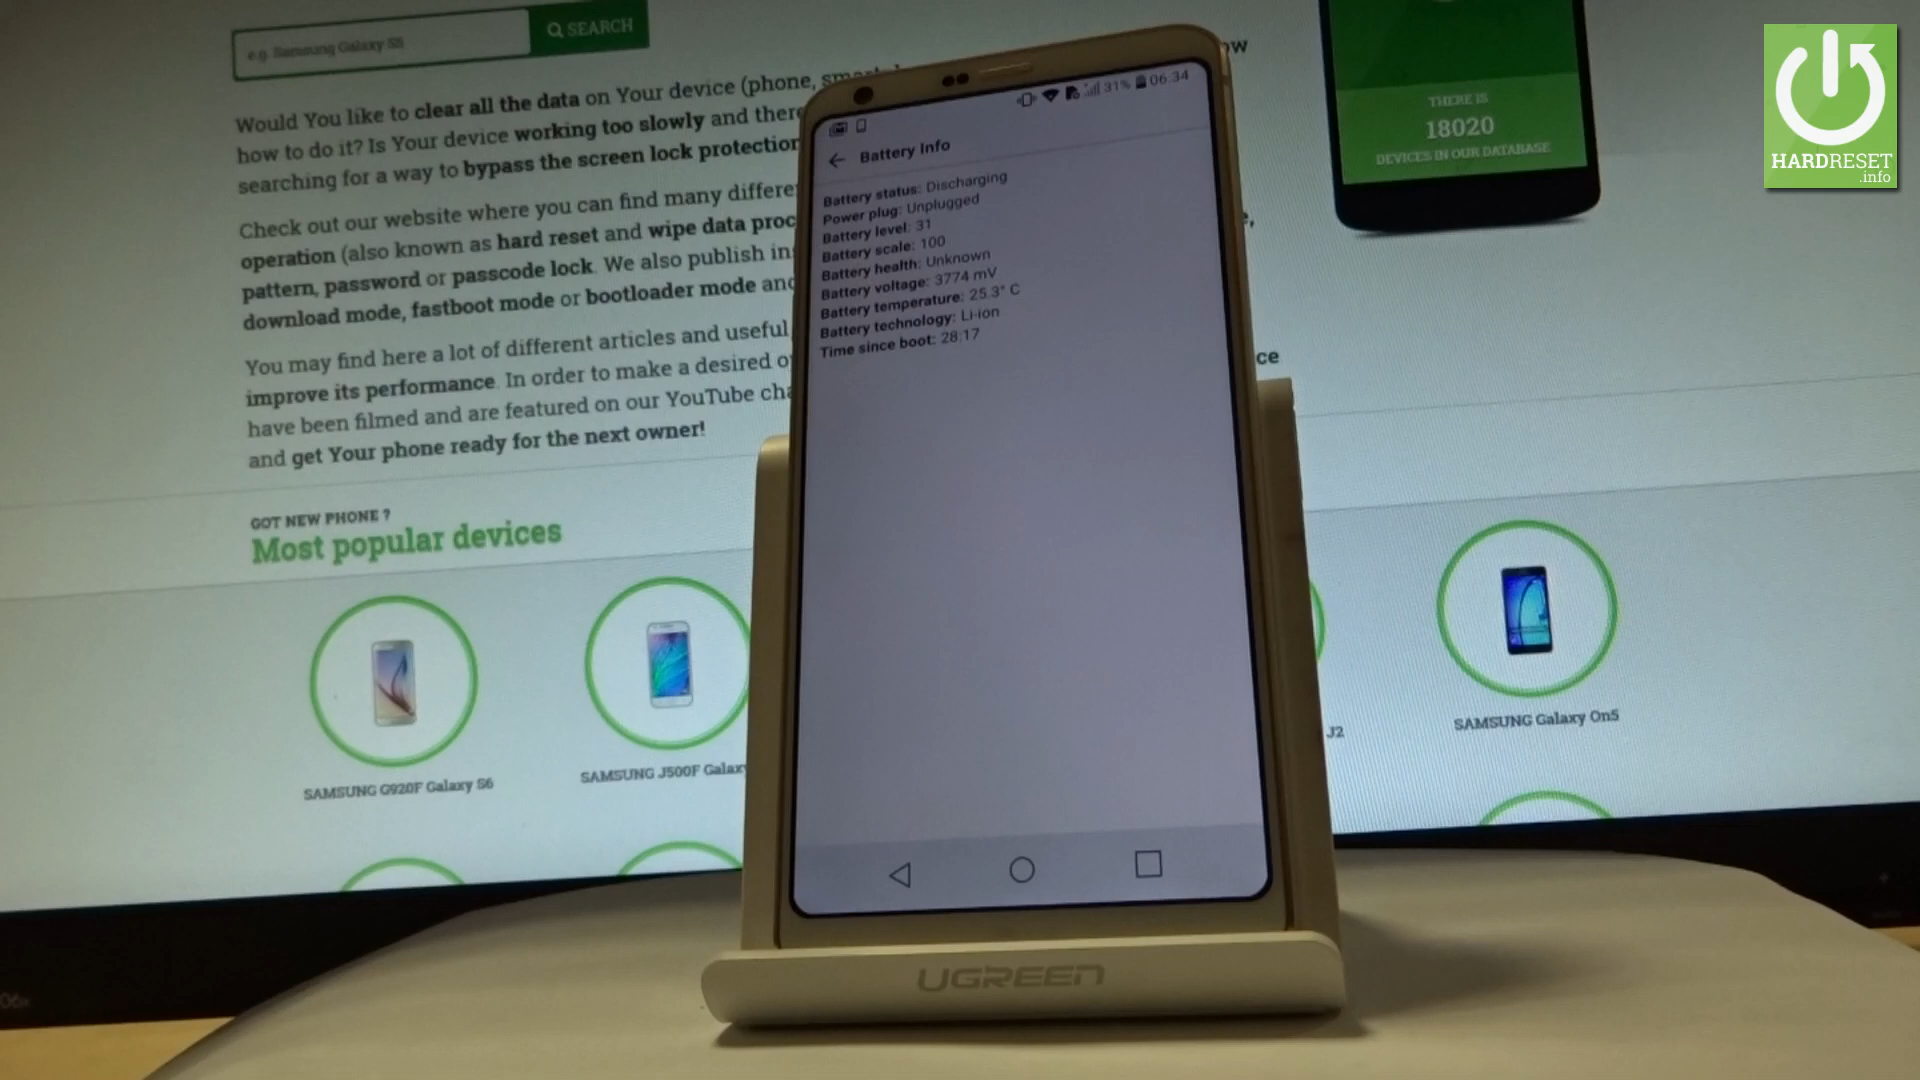 e.g. Samsung Galaxy S5
SEARCH
Would You like to clear all the data on Your device (phone,
how to do it? Is Your device working too slowly and there
searching for a way to bypass the screen lock protection
Check out our website where you can find many differe
operation (also known as hard reset and wipe data proc
pattern, password or passcode lock. We also publish in
download mode, fastboot mode or bootloader mode and
You may find here a lot of different articles and useful
improve its performance. In order to make a desired o
have been filmed and are featured on our YouTube cha
and get Your phone ready for the next owner!
ce
GOT NEW PHONE ?
Most popular devices
SAMSUNG G920F Galaxy S6
SAMSUNG J500F Galaxy
J2
SAMSUNG Galaxy On5
THERE IS
18020
DEVICES IN OUR DATABASE
31% 06:34
Battery Info
Battery status: Discharging
Power plug: Unplugged
Battery level: 31
Battery scale: 100
Battery health: Unknown
Battery voltage: 3774 mV
Battery temperature: 25.3° C
Battery technology: Li-ion
Time since boot: 28:17
UGREEN
HARDRESET
.info